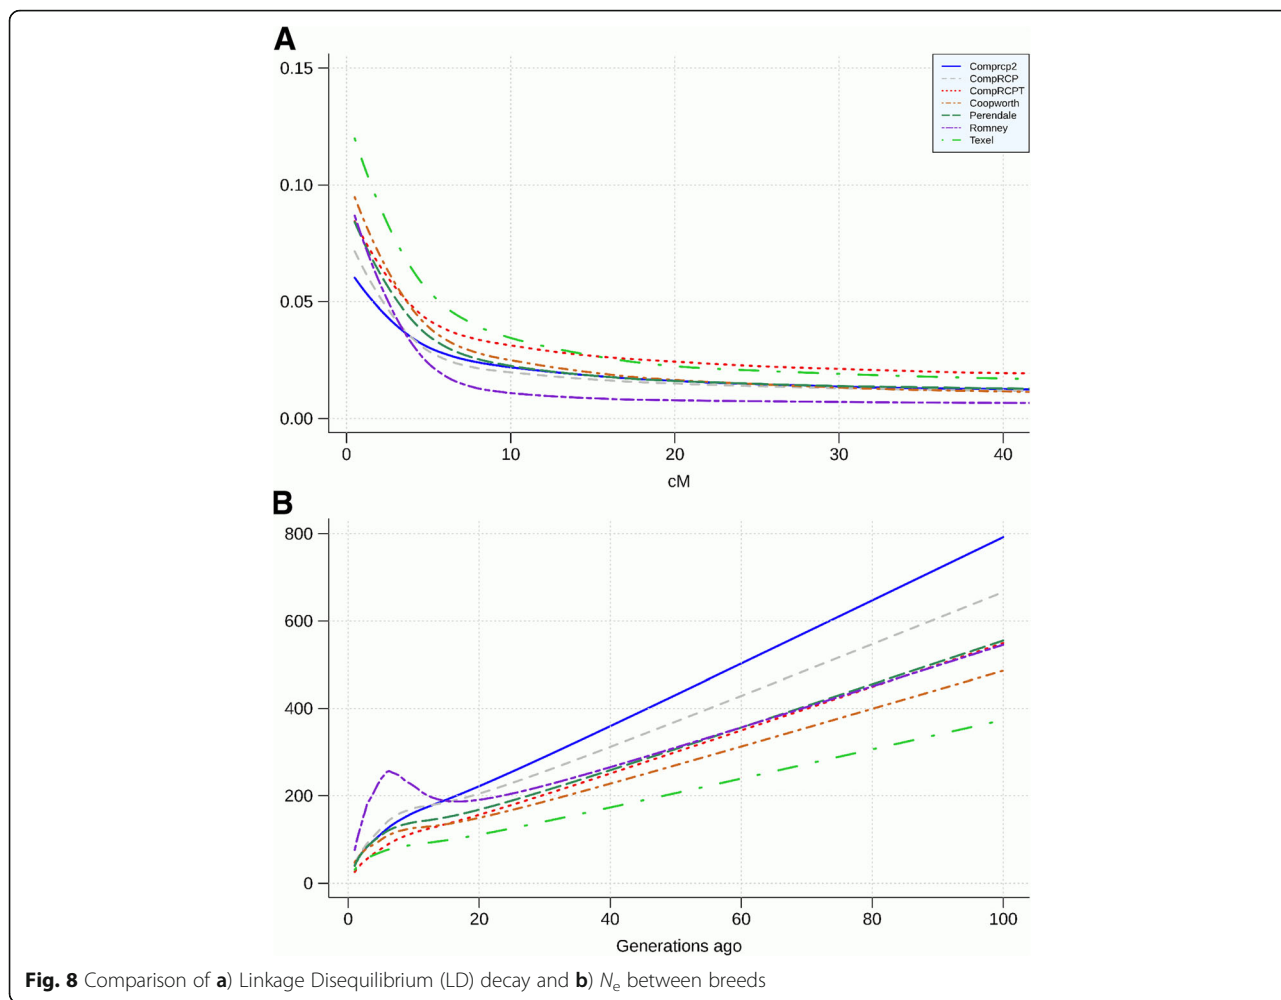 A
0.15
0.10
0.05
0.00
Comprcp2
CompRCP
CompRCPT
Coopworth
Perendale
Romney
Texel
0 10 20 30 40
cM
B
800
600
400
200
0
0 20 40 60 80 100
Generations ago
Fig. 8 Comparison of a) Linkage Disequilibrium (LD) decay and b) Ne between breeds